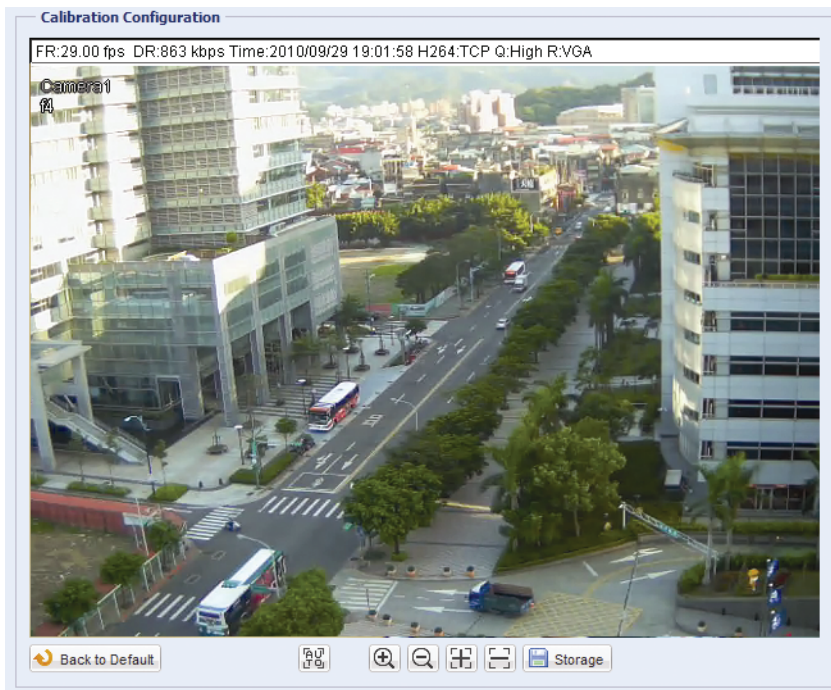 Calibration Configuration
FR:29.00 fps DR:863 kbps Time:2010/09/29 19:01:58 H264:TCP Q:High R:VGA
Camera1
f4
Back to Default
AUTO
Storage